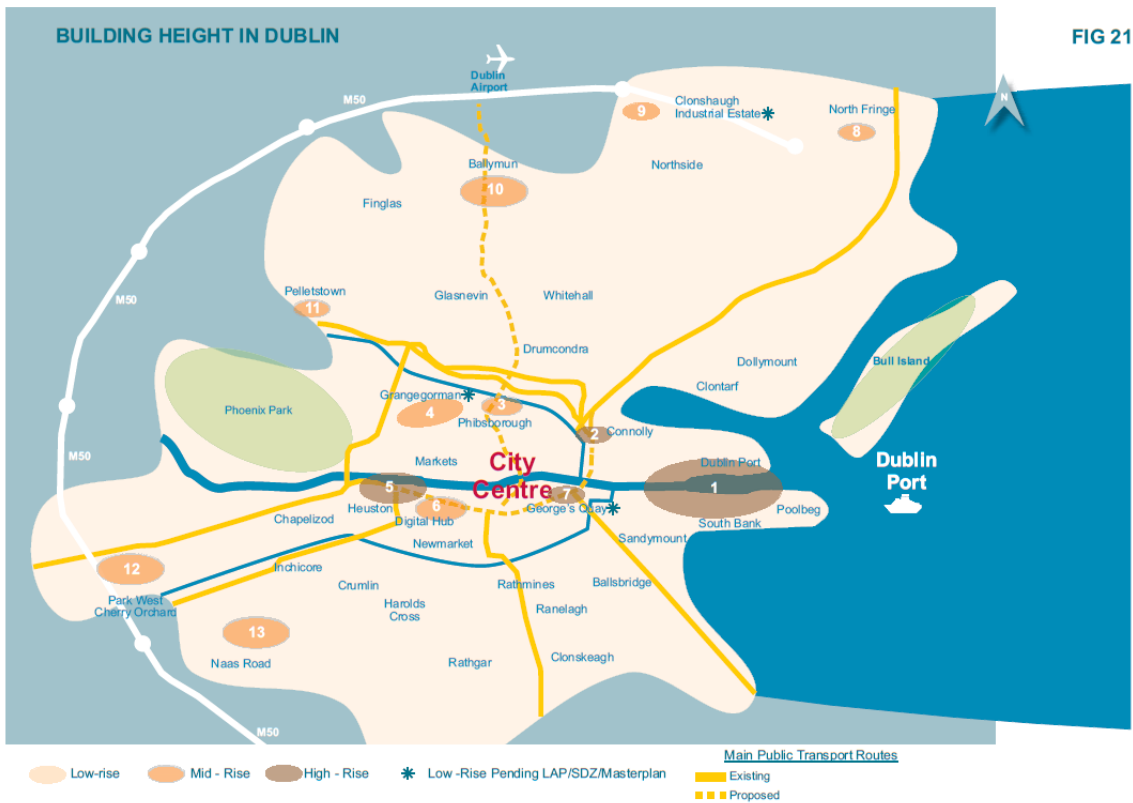 BUILDING HEIGHT IN DUBLIN
FIG 21
Dublin
Airport
M50
N
9
Clonshaugh
Industrial Estate
North Fringe
8
Northside
Ballymun
10
Finglas
M50
Pelletstown
11
Glasnevin
Whitehall
Drumcondra
Dollymount
Bull Island
Clontarf
Phoenix Park
Grangegorman
4
3
Phibsborough
2
Connolly
Markets
City
Centre
Dublin Port
Dublin
Port
M50
5
Heuston
6
Digital Hub
7
George's Quay
1
South Bank
Poolbeg
Chapelizod
Newmarket
Sandymount
12
Inchicore
Crumlin
Rathmines
Ballsbridge
Park West
Cherry Orchard
Harolds
Cross
Ranelagh
13
Naas Road
Rathgar
Clonskeagh
M50
Low-rise
Mid - Rise
High - Rise
Low -Rise Pending LAP/SDZ/Masterplan
Main Public Transport Routes
Existing
Proposed